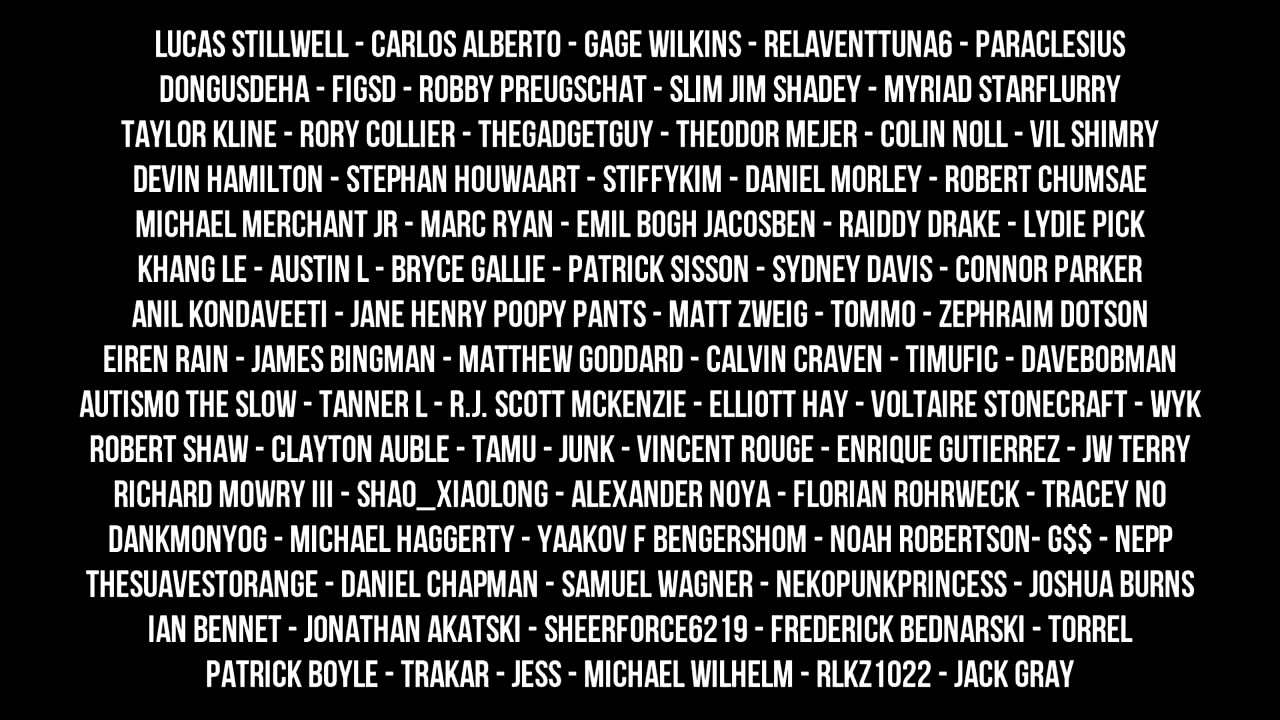 LUCAS STILLWELL - CARLOS ALBERTO - GAGE WILKINS - RELAVENTTUNA6 - PARACLESIUS
DONGUSDEHA - FIGSD - ROBBY PREUGSCHAT - SLIM JIM SHADEY - MYRIAD STARFLURRY
TAYLOR KLINE - RORY COLLIER - THEGADGETGUY - THEODOR MEJER - COLIN NOLL - VIL SHIMRY
DEVIN HAMILTON - STEPHAN HOUWAART - STIFFYKIM - DANIEL MORLEY - ROBERT CHUMSAE
MICHAEL MERCHANT JR - MARC RYAN - EMIL BOGH JACOSBEN - RAIDDY DRAKE - LYDIE PICK
KHANG LE - AUSTIN L - BRYCE GALLIE - PATRICK SISSON - SYDNEY DAVIS - CONNOR PARKER
ANIL KONDAVEETI - JANE HENRY POOPY PANTS - MATT ZWEIG - TOMMO - ZEPHRAIM DOTSON
EIREN RAIN - JAMES BINGMAN - MATTHEW GODDARD - CALVIN CRAVEN - TIMUFIC - DAVEBOBMAN
AUTISMO THE SLOW - TANNER L - R.J. SCOTT MCKENZIE - ELLIOTT HAY - VOLTAIRE STONECRAFT - WYK
ROBERT SHAW - CLAYTON AUBLE - TAMU - JUNK - VINCENT ROUGE - ENRIQUE GUTIERREZ - JW TERRY
RICHARD MOWRY III - SHAO_XIAOLONG - ALEXANDER NOYA - FLORIAN ROHRWECK - TRACEY NO
DANKMONYOG - MICHAEL HAGGERTY - YAAKOV F BENGERSHOM - NOAH ROBERTSON- G$$ - NEPP
THESUAVESTORANGE - DANIEL CHAPMAN - SAMUEL WAGNER - NEKOPUNKPRINCESS - JOSHUA BURNS
IAN BENNET - JONATHAN AKATSKI - SHEERFORCE6219 - FREDERICK BEDNARSKI - TORREL
PATRICK BOYLE - TRAKAR - JESS - MICHAEL WILHELM - RLKZ1022 - JACK GRAY